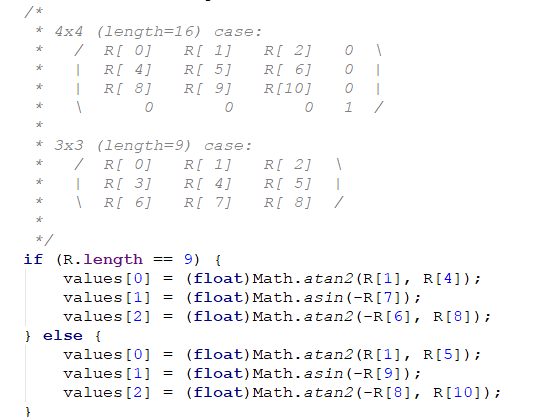 /*
 * 4x4 (length=16) case:
 *   /  R[ 0]   R[ 1]   R[ 2]   0  \
 *   |  R[ 4]   R[ 5]   R[ 6]   0  |
 *   |  R[ 8]   R[ 9]   R[10]   0  |
 *   \      0       0       0   1  /
 *
 * 3x3 (length=9) case:
 *   /  R[ 0]   R[ 1]   R[ 2]  \
 *   |  R[ 3]   R[ 4]   R[ 5]  |
 *   \  R[ 6]   R[ 7]   R[ 8]  /
 *
 */
if (R.length == 9) {
    values[0] = (float)Math.atan2(R[1], R[4]);
    values[1] = (float)Math.asin(-R[7]);
    values[2] = (float)Math.atan2(-R[6], R[8]);
} else {
    values[0] = (float)Math.atan2(R[1], R[5]);
    values[1] = (float)Math.asin(-R[9]);
    values[2] = (float)Math.atan2(-R[8], R[10]);
}